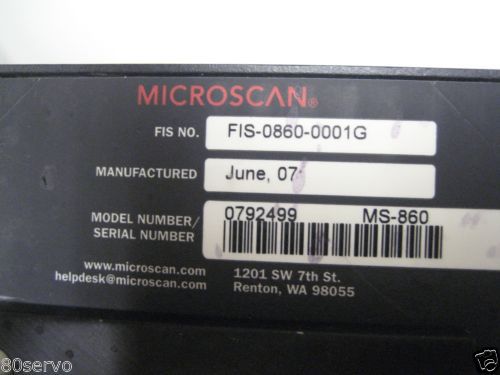 MICROSCAN®
FIS NO. FIS-0860-0001G
MANUFACTURED June, 07
MODEL NUMBER/ 0792499 MS-860
SERIAL NUMBER
www.microscan.com 1201 SW 7th St.
helpdesk@microscan.com Renton, WA 98055
80servo